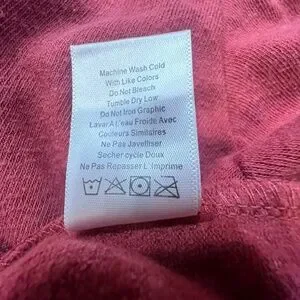 Machine Wash Cold
With Like Colors
Do Not Bleach
Tumble Dry Low
Do Not Iron Graphic
Lavar A L'eau Froide Avec
Couleurs Similaires
Ne Pas Javelliser
Secher cycle Doux
Ne Pas Repasser L'Imprime